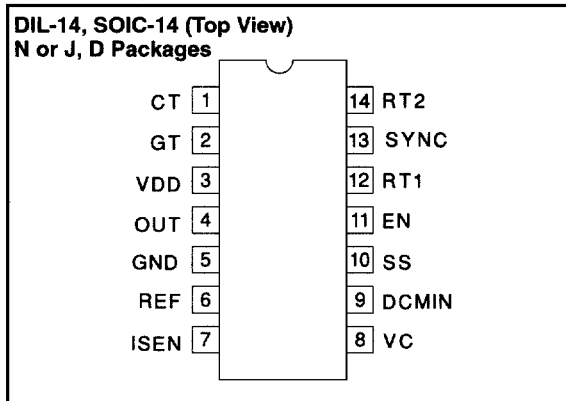 DIL-14, SOIC-14 (Top View)
N or J, D Packages
CT 1 14 RT2
GT 2 13 SYNC
VDD 3 12 RT1
OUT 4 11 EN
GND 5 10 SS
REF 6 9 DCMIN
ISEN 7 8 VC